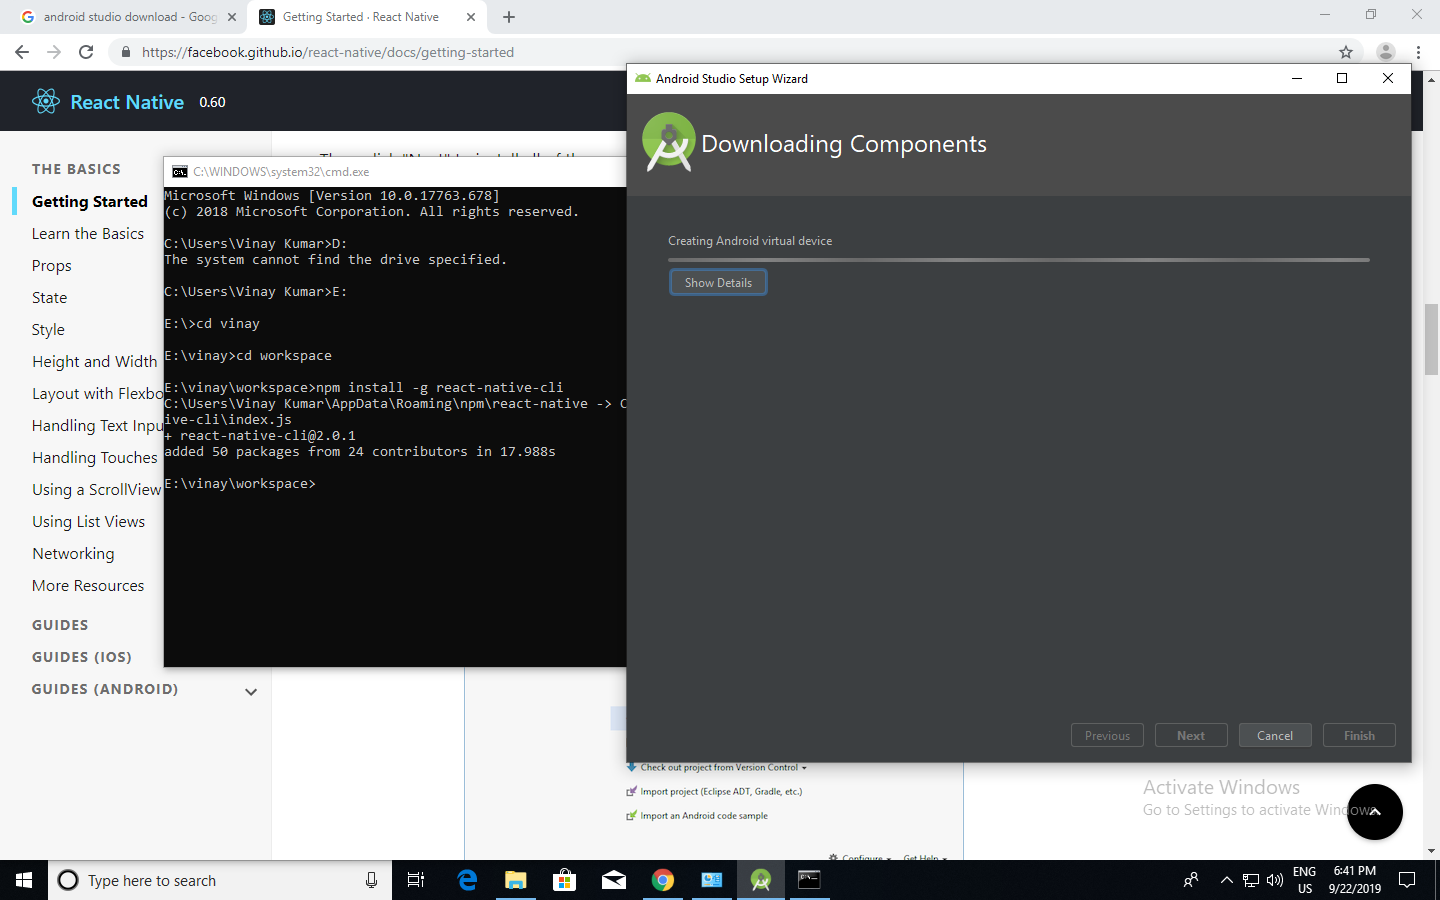 android studio download - Goog
Getting Started · React Native
https://facebook.github.io/react-native/docs/getting-started
React Native 0.60
THE BASICS
Getting Started
Learn the Basics
Props
State
Style
Height and Width
Layout with Flexbo
Handling Text Inpu
Handling Touches
Using a ScrollView
Using List Views
Networking
More Resources
GUIDES
GUIDES (IOS)
GUIDES (ANDROID)
C:\WINDOWS\system32\cmd.exe
Microsoft Windows [Version 10.0.17763.678]
(c) 2018 Microsoft Corporation. All rights reserved.
C:\Users\Vinay Kumar>D:
The system cannot find the drive specified.
C:\Users\Vinay Kumar>E:
E:\>cd vinay
E:\vinay>cd workspace
E:\vinay\workspace>npm install -g react-native-cli
C:\Users\Vinay Kumar\AppData\Roaming\npm\react-native -> C
ive-cli\index.js
+ react-native-cli@2.0.1
added 50 packages from 24 contributors in 17.988s
E:\vinay\workspace>
Android Studio Setup Wizard
Downloading Components
Creating Android virtual device
Show Details
Previous Next Cancel Finish
Check out project from Version Control
Import project (Eclipse ADT, Gradle, etc.)
Import an Android code sample
Configure Get Help
Activate Windows
Go to Settings to activate Windows.
Type here to search
ENG
US
6:41 PM
9/22/2019